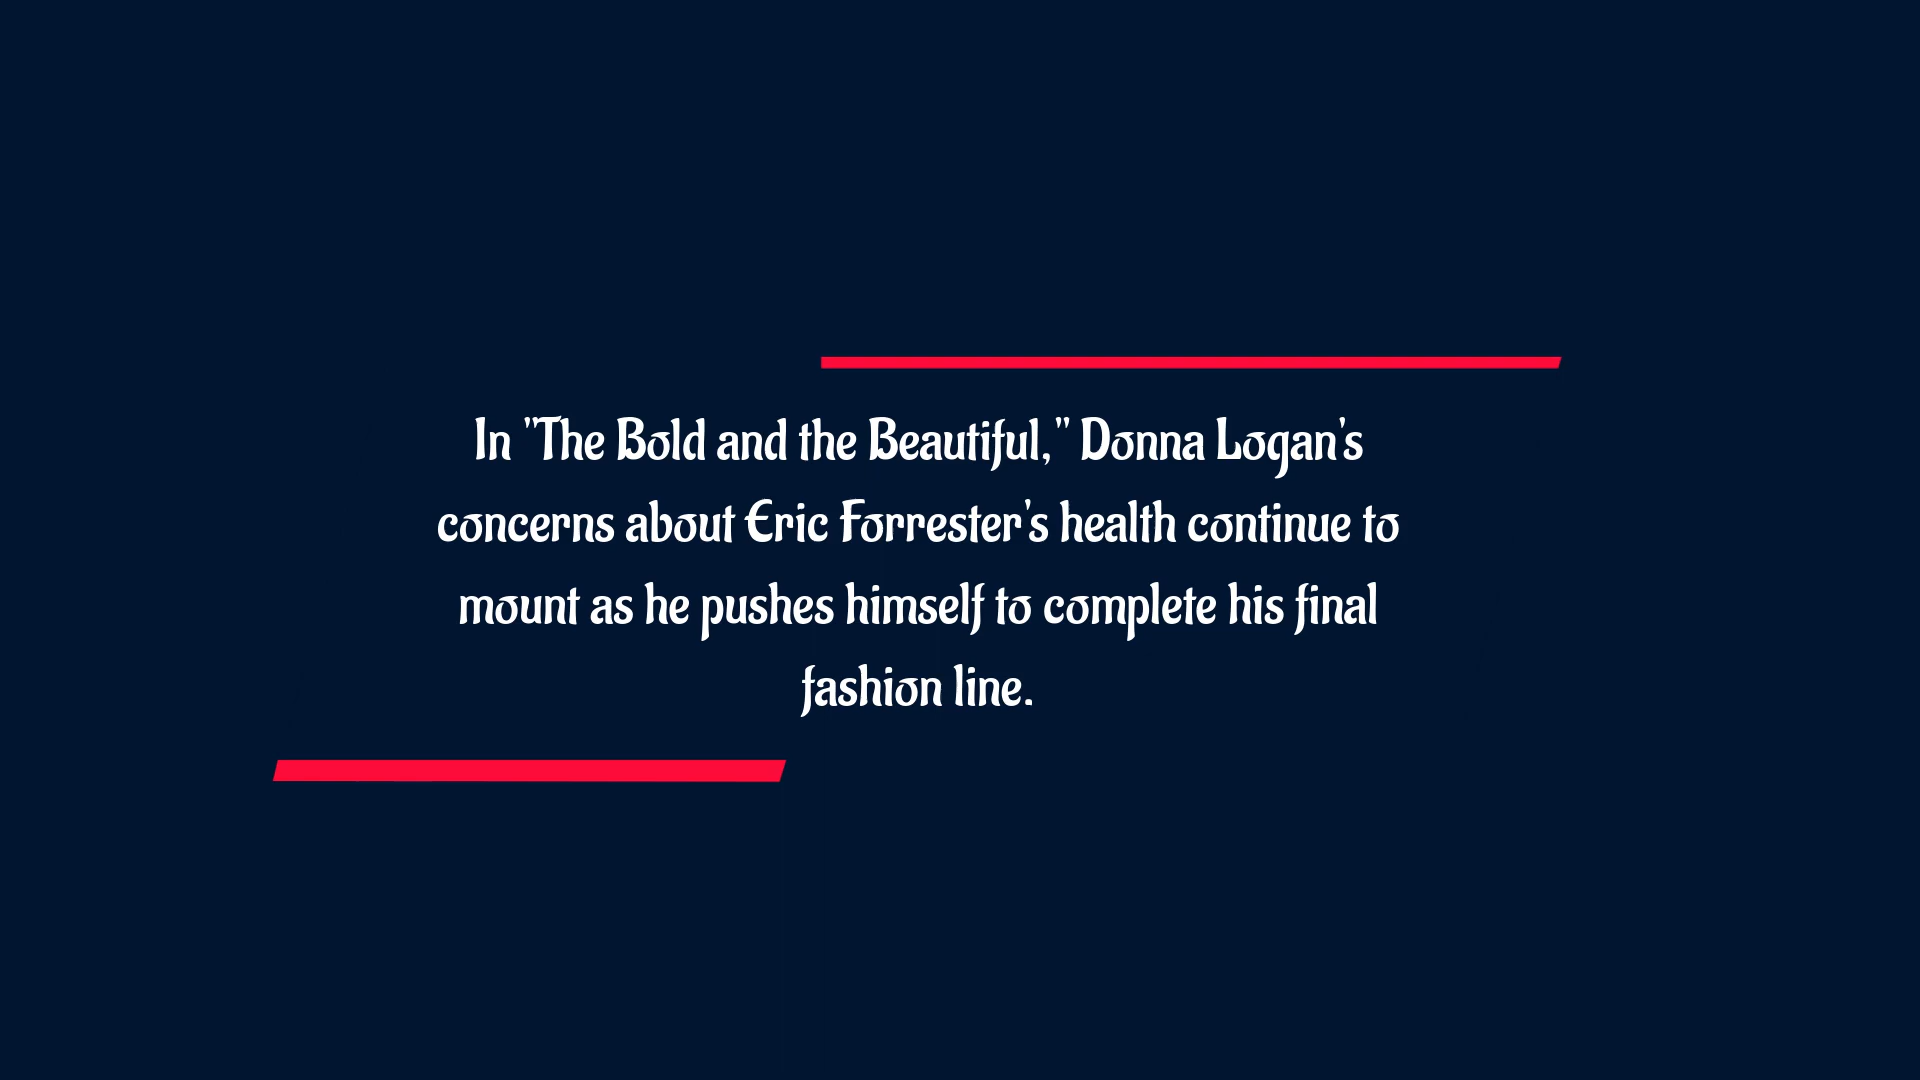 In "The Bold and the Beautiful," Donna Logan's
concerns about Eric Forrester's health continue to
mount as he pushes himself to complete his final
fashion line.